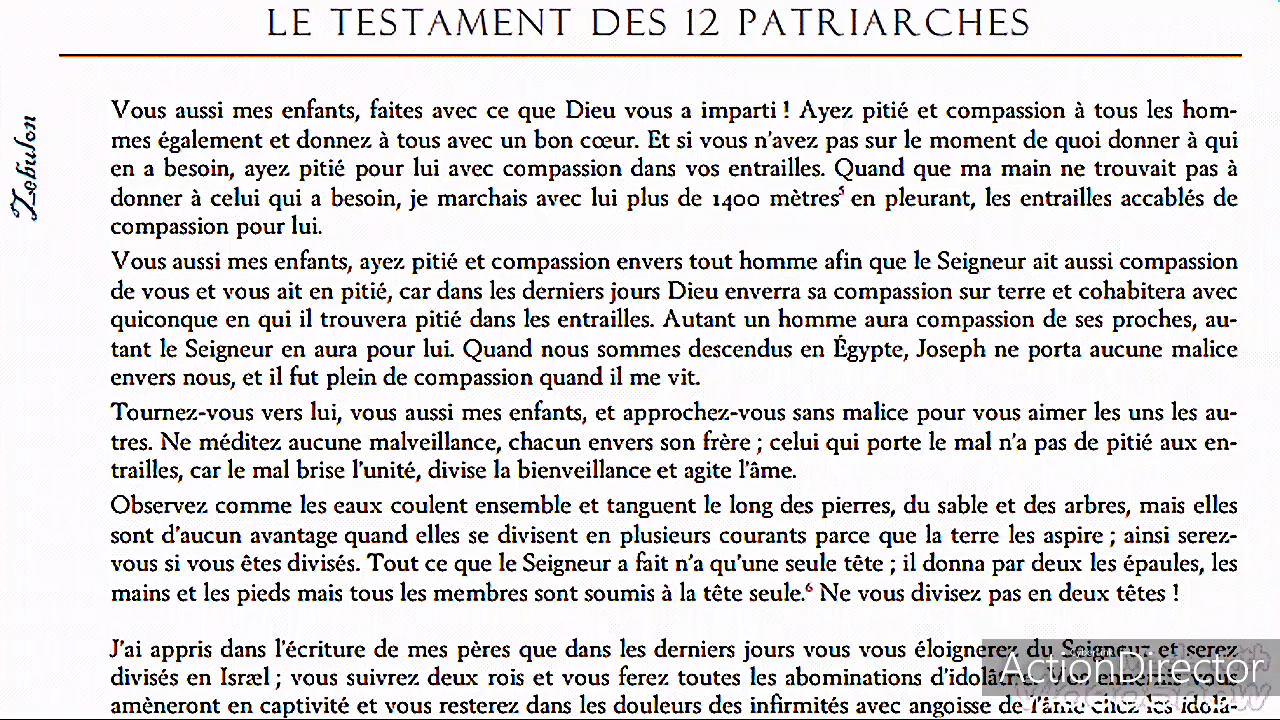 LE TESTAMENT DES 12 PATRIARCHES
Zebulon
Vous aussi mes enfants, faites avec ce que Dieu vous a imparti ! Ayez pitié et compassion à tous les hom-
mes également et donnez à tous avec un bon cœur. Et si vous n'avez pas sur le moment de quoi donner à qui
en a besoin, ayez pitié pour lui avec compassion dans vos entrailles. Quand que ma main ne trouvait pas à
donner à celui qui a besoin, je marchais avec lui plus de 1400 mètres⁵ en pleurant, les entrailles accablés de
compassion pour lui.
Vous aussi mes enfants, ayez pitié et compassion envers tout homme afin que le Seigneur ait aussi compassion
de vous et vous ait en pitié, car dans les derniers jours Dieu enverra sa compassion sur terre et cohabitera avec
quiconque en qui il trouvera pitié dans les entrailles. Autant un homme aura compassion de ses proches, au-
tant le Seigneur en aura pour lui. Quand nous sommes descendus en Égypte, Joseph ne porta aucune malice
envers nous, et il fut plein de compassion quand il me vit.
Tournez-vous vers lui, vous aussi mes enfants, et approchez-vous sans malice pour vous aimer les uns les au-
tres. Ne méditez aucune malveillance, chacun envers son frère ; celui qui porte le mal n'a pas de pitié aux en-
trailles, car le mal brise l'unité, divise la bienveillance et agite l'âme.
Observez comme les eaux coulent ensemble et tanguent le long des pierres, du sable et des arbres, mais elles
sont d'aucun avantage quand elles se divisent en plusieurs courants parce que la terre les aspire ; ainsi serez-
vous si vous êtes divisés. Tout ce que le Seigneur a fait n'a qu'une seule tête ; il donna par deux les épaules, les
mains et les pieds mais tous les membres sont soumis à la tête seule.⁶ Ne vous divisez pas en deux têtes !
J'ai appris dans l'écriture de mes pères que dans les derniers jours vous vous éloignerez du Seigneur et serez
divisés en Israël ; vous suivrez deux rois et vous ferez toutes les abominations d'idolâtrie. ennemis vous
amèneront en captivité et vous resterez dans les douleurs des infirmités avec angoisse de l'âme chez les idolâ-
ActionDirector